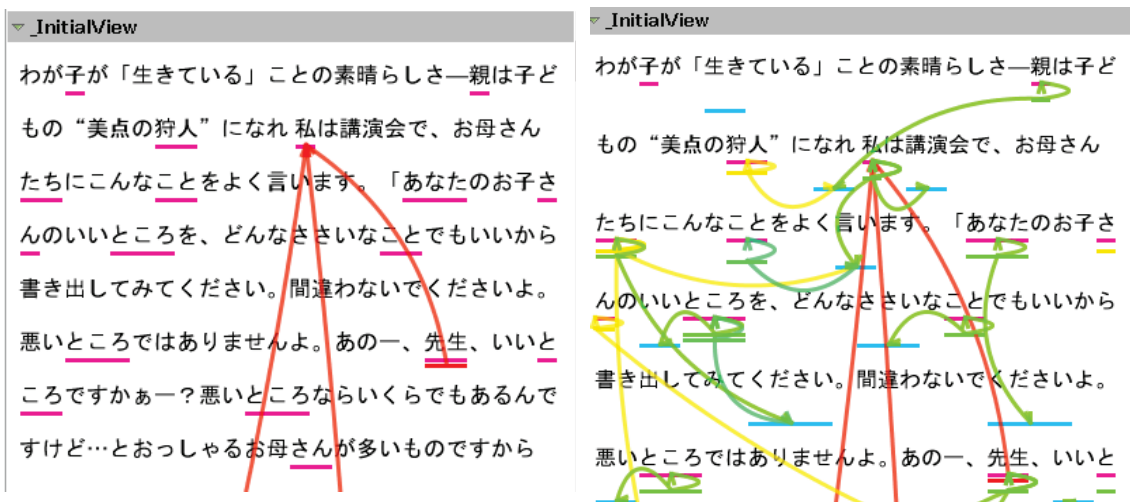 _InitialView
わが子が「生きている」ことの素晴らしさ―親は子ど
もの“美点の狩人”になれ 私は講演会で、お母さん
たちにこんなことをよく言います。「あなたのお子さ
んのいいところを、どんなささいなことでもいいから
書き出してみてください。間違わないでくださいよ。
悪いところではありませんよ。あのー、先生、いいと
ころですかぁー？悪いところならいくらでもあるんで
すけど…とおっしゃるお母さんが多いものですから
_InitialView
わが子が「生きている」ことの素晴らしさ―親は子ど
もの“美点の狩人”になれ 私は講演会で、お母さん
たちにこんなことをよく言います。「あなたのお子さ
んのいいところを、どんなささいなことでもいいから
書き出してみてください。間違わないでくださいよ。
悪いところではありませんよ。あのー、先生、いいと